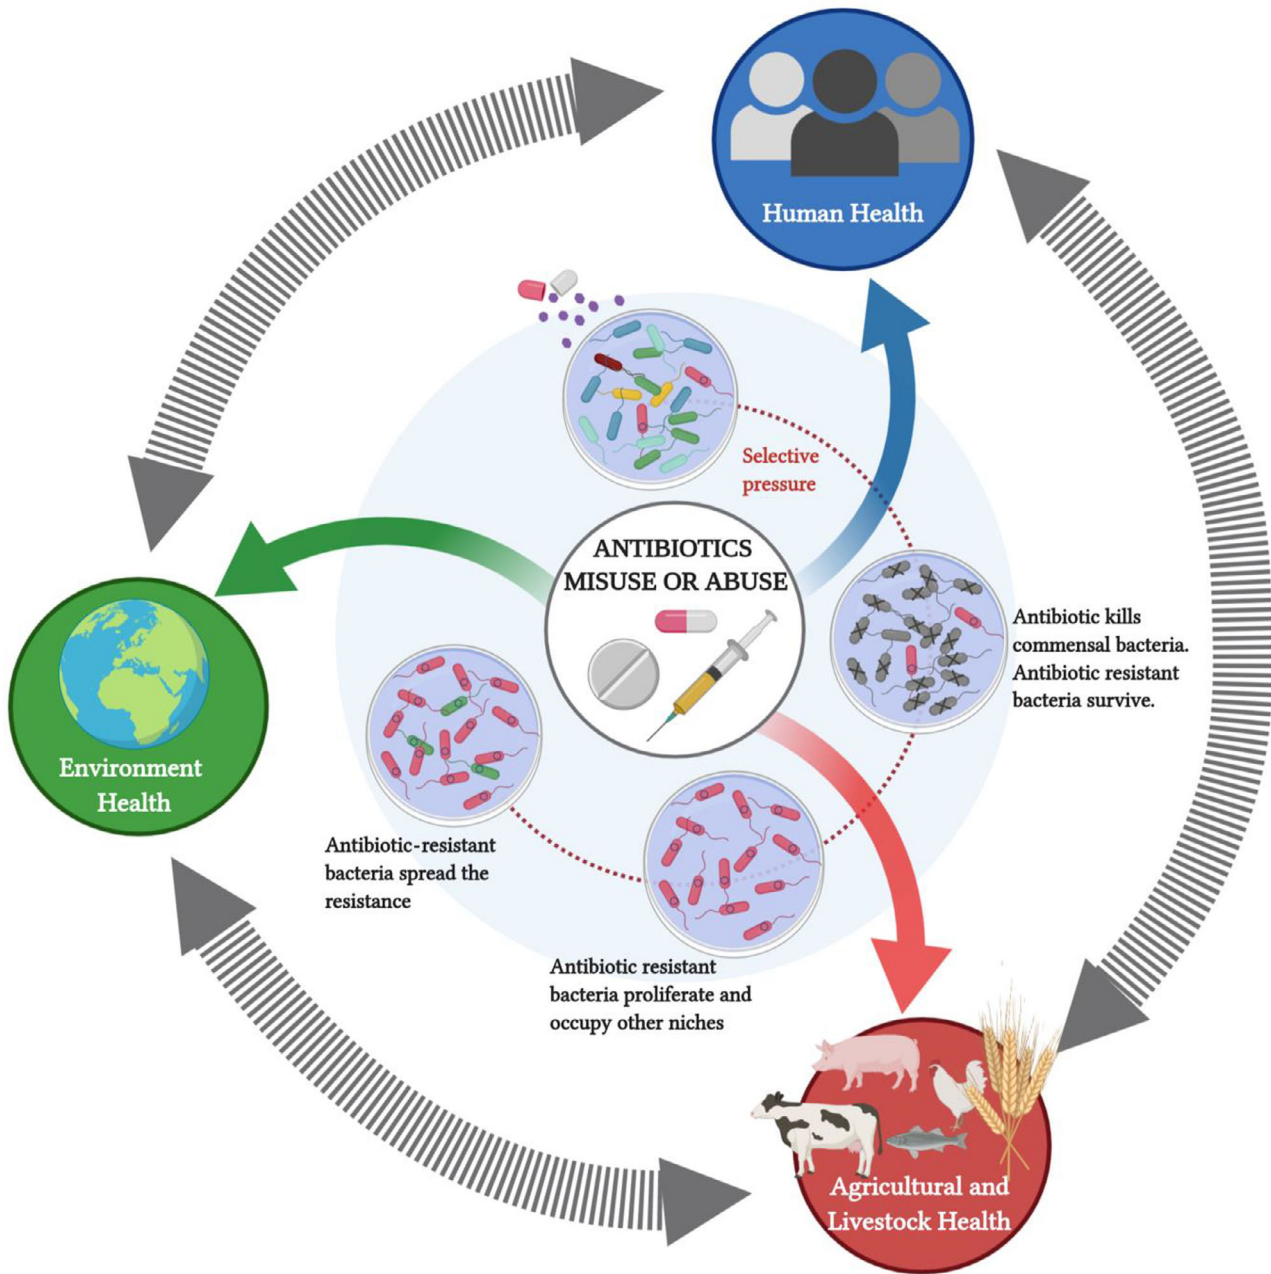 Human Health
Selective
pressure
ANTIBIOTICS
MISUSE OR ABUSE
Antibiotic kills
commensal bacteria.
Antibiotic resistant
bacteria survive.
Environment
Health
Antibiotic-resistant
bacteria spread the
resistance
Antibiotic resistant
bacteria proliferate and
occupy other niches
Agricultural and
Livestock Health